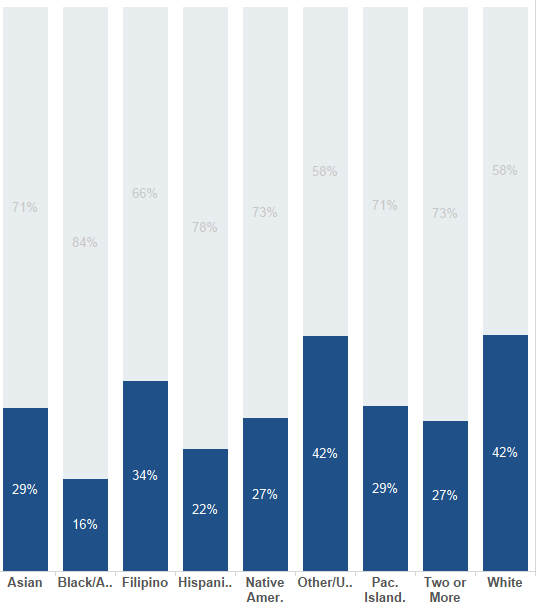 71%
84%
66%
78%
73%
58%
71%
73%
58%
29%
16%
34%
22%
27%
42%
29%
27%
42%
Asian
Black/A..
Filipino
Hispani..
Native
Amer.
Other/U..
Pac.
Island.
Two or
More
White